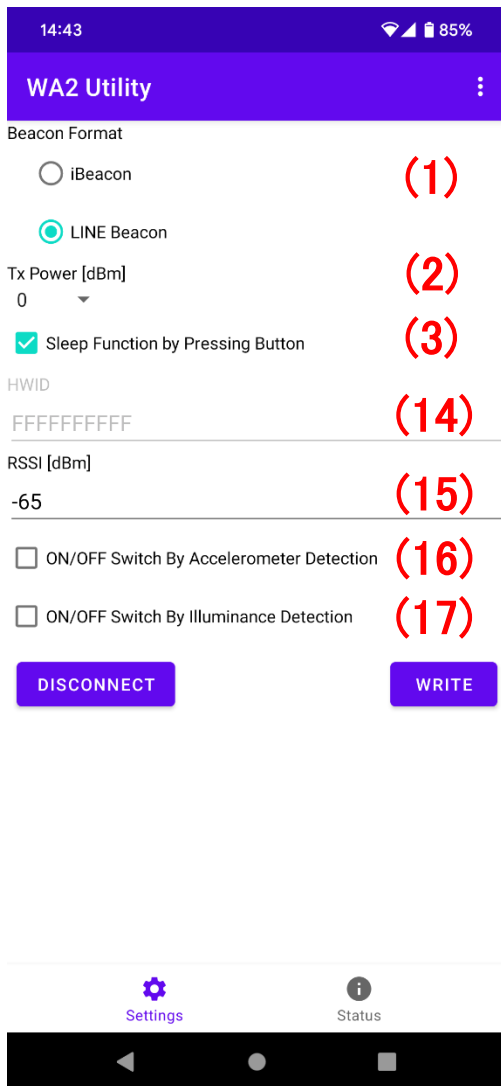 14:43 85%
WA2 Utility
Beacon Format
iBeacon (1)
LINE Beacon
Tx Power [dBm] (2)
0
Sleep Function by Pressing Button (3)
HWID
FFFFFFFFFF (14)
RSSI [dBm]
-65 (15)
ON/OFF Switch By Accelerometer Detection (16)
ON/OFF Switch By Illuminance Detection (17)
DISCONNECT WRITE
Settings Status